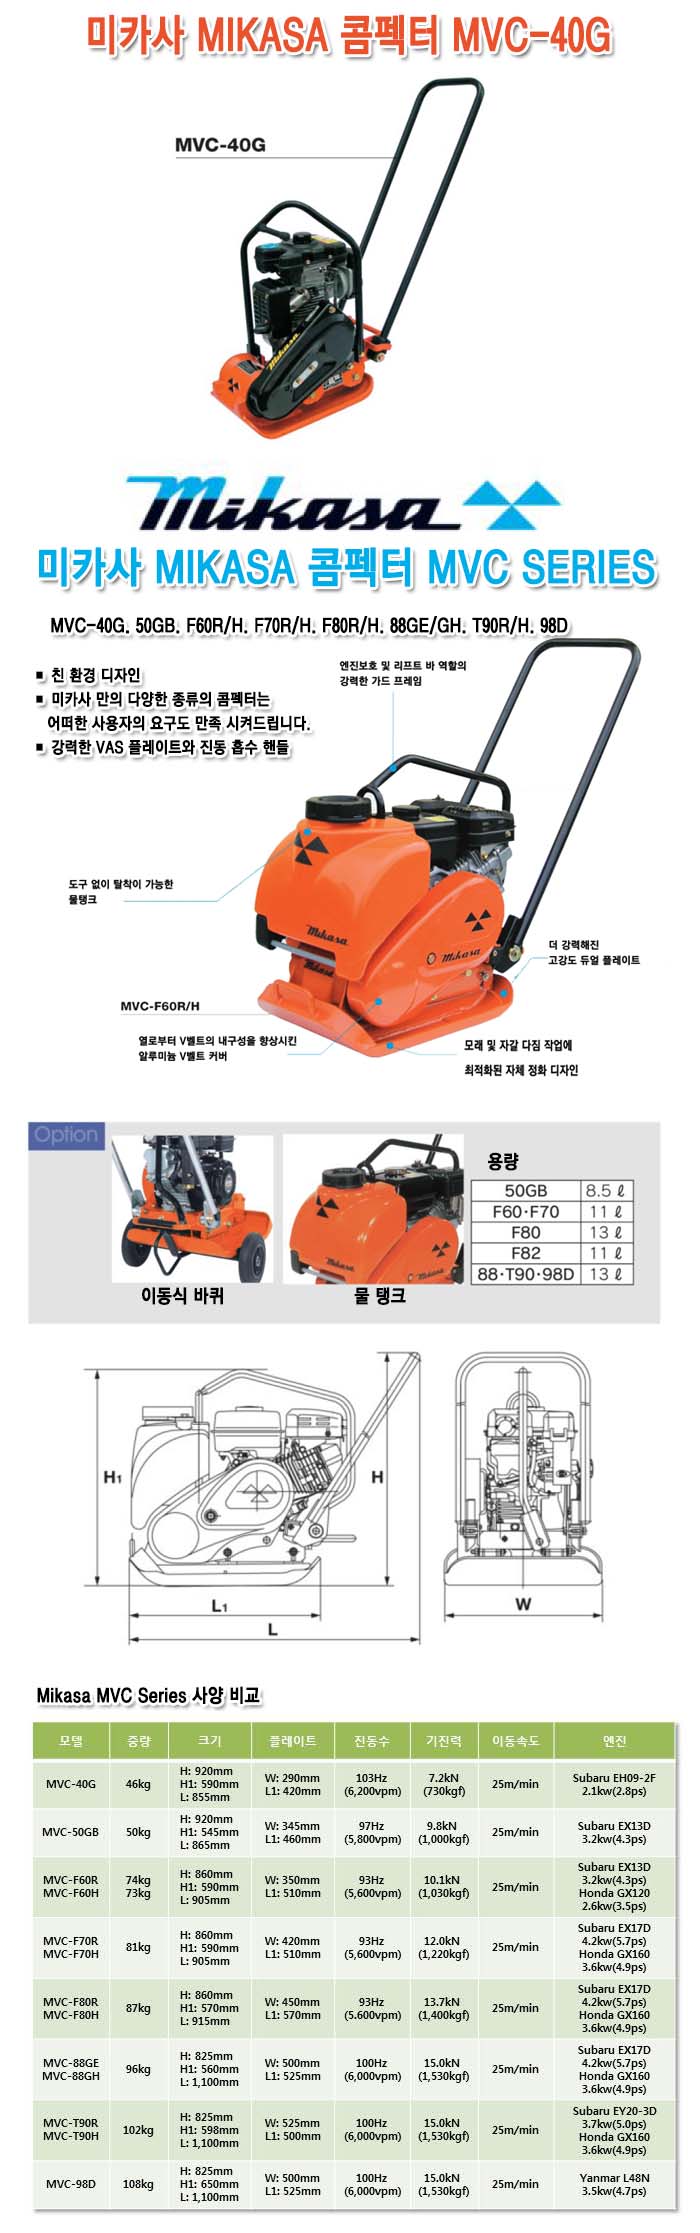 미카사 MIKASA 콤펙터 MVC-40G
MVC-40G
Mikasa
mikasa
미카사 MIKASA 콤펙터 MVC SERIES
MVC-40G. 50GB. F60R/H. F70R/H. F80R/H. 88GE/GH. T90R/H. 98D
■ 친 환경 디자인
■ 미카사 만의 다양한 종류의 콤펙터는
어떠한 사용자의 요구도 만족 시켜드립니다.
■ 강력한 VAS 플레이트와 진동 흡수 핸들
엔진보호 및 리프트 바 역할의
강력한 가드 프레임
도구 없이 탈착이 가능한
물탱크
mikasa
mikasa
mikasa
더 강력해진
고강도 듀얼 플레이트
MVC-F60R/H
열로부터 V벨트의 내구성을 향상시킨
알루미늄 V벨트 커버
모래 및 자갈 다짐 작업에
최적화된 자체 정화 디자인
Option
mikasa
이동식 바퀴
물 탱크
용량
50GB 8.5 ℓ
F60·F70 11 ℓ
F80 13 ℓ
F82 11 ℓ
88·T90·98D 13 ℓ
H1
H
L1
L
W
Mikasa MVC Series 사양 비교
모델 중량 크기 플레이트 진동수 기진력 이동속도 엔진
MVC-40G 46kg H: 920mm H1: 590mm L: 855mm W: 290mm L1: 420mm 103Hz (6,200vpm) 7.2kN (730kgf) 25m/min Subaru EH09-2F 2.1kw(2.8ps)
MVC-50GB 50kg H: 920mm H1: 545mm L: 865mm W: 345mm L1: 460mm 97Hz (5,800vpm) 9.8kN (1,000kgf) 25m/min Subaru EX13D 3.2kw(4.3ps)
MVC-F60R MVC-F60H 74kg 73kg H: 860mm H1: 590mm L: 905mm W: 350mm L1: 510mm 93Hz (5,600vpm) 10.1kN (1,030kgf) 25m/min Subaru EX13D 3.2kw(4.3ps) Honda GX120 2.6kw(3.5ps)
MVC-F70R MVC-F70H 81kg H: 860mm H1: 590mm L: 905mm W: 420mm L1: 510mm 93Hz (5,600vpm) 12.0kN (1,220kgf) 25m/min Subaru EX17D 4.2kw(5.7ps) Honda GX160 3.6kw(4.9ps)
MVC-F80R MVC-F80H 87kg H: 860mm H1: 570mm L: 915mm W: 450mm L1: 570mm 93Hz (5.600vpm) 13.7kN (1,400kgf) 25m/min Subaru EX17D 4.2kw(5.7ps) Honda GX160 3.6kw(4.9ps)
MVC-88GE MVC-88GH 96kg H: 825mm H1: 560mm L: 1,100mm W: 500mm L1: 525mm 100Hz (6,000vpm) 15.0kN (1,530kgf) 25m/min Subaru EX17D 4.2kw(5.7ps) Honda GX160 3.6kw(4.9ps)
MVC-T90R MVC-T90H 102kg H: 825mm H1: 598mm L: 1,100mm W: 525mm L1: 500mm 100Hz (6,000vpm) 15.0kN (1,530kgf) 25m/min Subaru EY20-3D 3.7kw(5.0ps) Honda GX160 3.6kw(4.9ps)
MVC-98D 108kg H: 825mm H1: 650mm L: 1,100mm W: 500mm L1: 525mm 100Hz (6,000vpm) 15.0kN (1,530kgf) 25m/min Yanmar L48N 3.5kw(4.7ps)